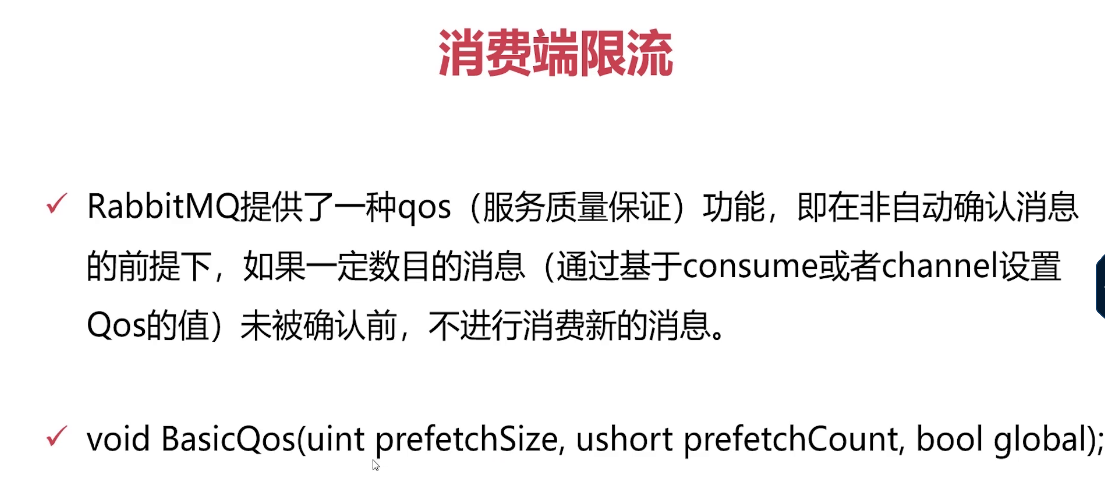 消费端限流
RabbitMQ提供了一种qos（服务质量保证）功能，即在非自动确认消息
的前提下，如果一定数目的消息（通过基于consume或者channel设置
Qos的值）未被确认前，不进行消费新的消息。
void BasicQos(uint prefetchSize, ushort prefetchCount, bool global);